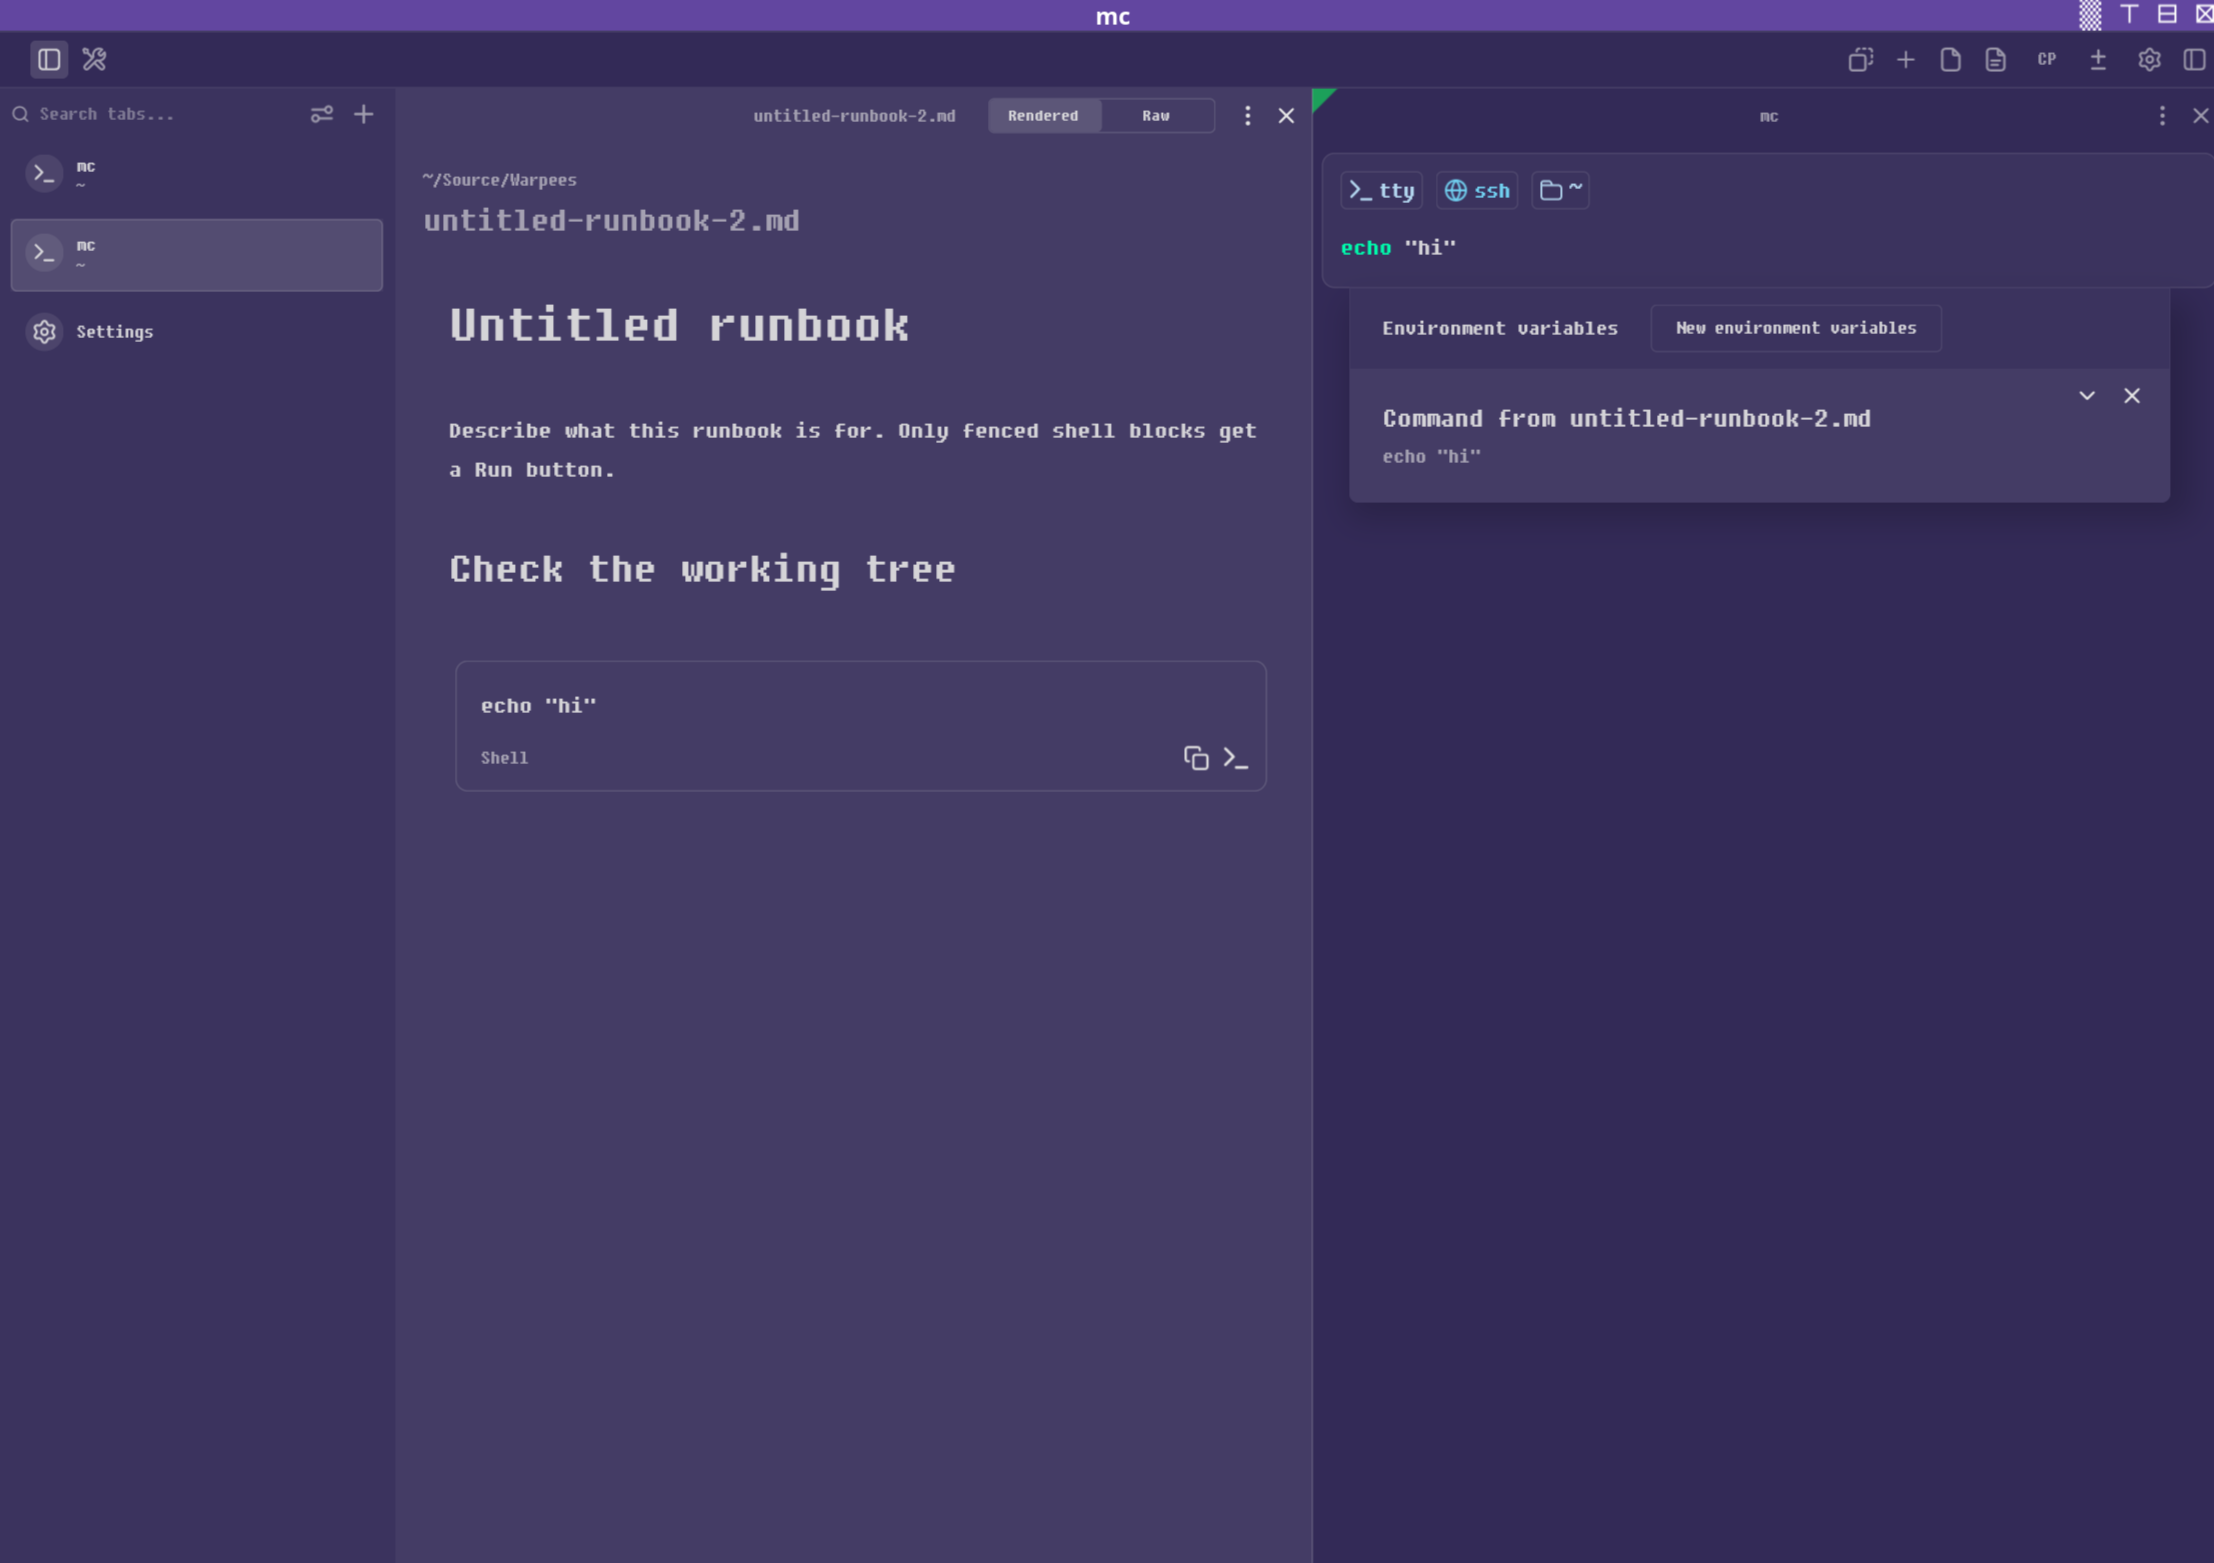 mc
CP
Search tabs...
mc
~
mc
~
Settings
untitled-runbook-2.md
Rendered
Raw
~/Source/Warpees
untitled-runbook-2.md
Untitled runbook
Describe what this runbook is for. Only fenced shell blocks get
a Run button.
Check the working tree
echo "hi"
Shell
mc
tty
ssh
~
echo "hi"
Environment variables
New environment variables
Command from untitled-runbook-2.md
echo "hi"